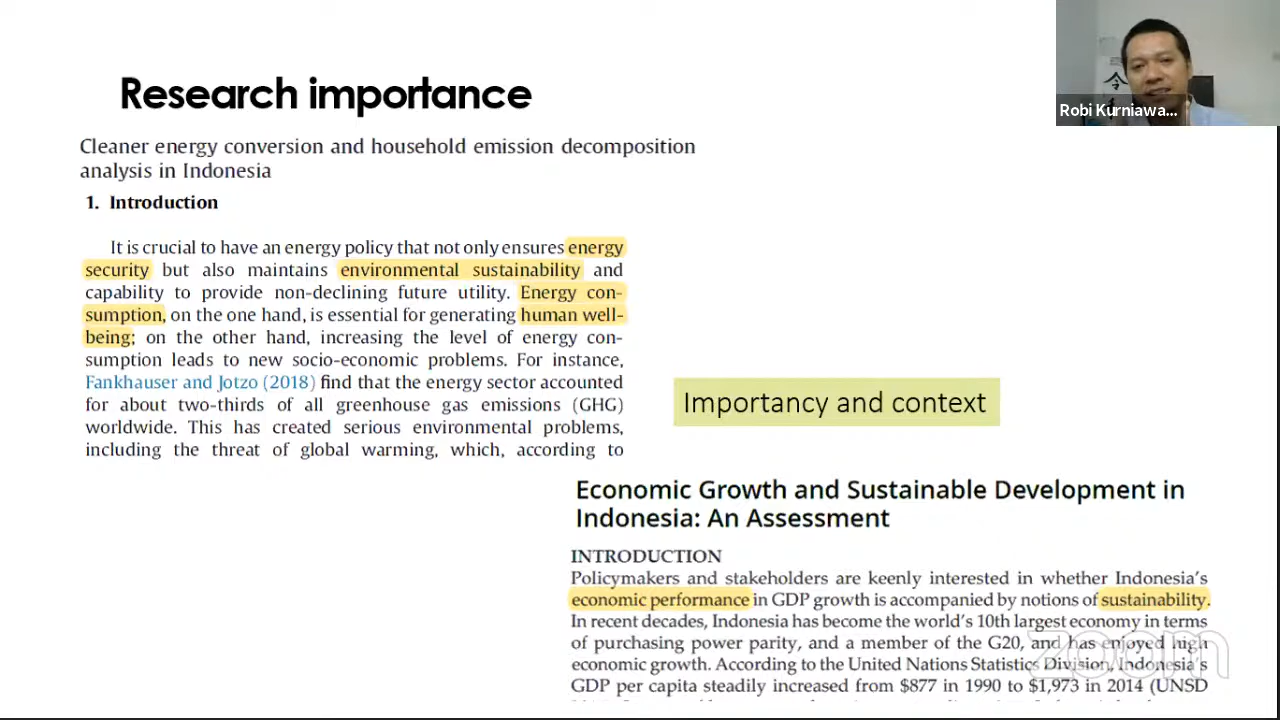 Research importance
Robi Kurniawa...
令
Cleaner energy conversion and household emission decomposition
analysis in Indonesia
1. Introduction
It is crucial to have an energy policy that not only ensures energy
security but also maintains environmental sustainability and
capability to provide non-declining future utility. Energy con-
sumption, on the one hand, is essential for generating human well-
being; on the other hand, increasing the level of energy con-
sumption leads to new socio-economic problems. For instance,
Fankhauser and Jotzo (2018) find that the energy sector accounted
for about two-thirds of all greenhouse gas emissions (GHG)
worldwide. This has created serious environmental problems,
including the threat of global warming, which, according to
Importancy and context
Economic Growth and Sustainable Development in
Indonesia: An Assessment
INTRODUCTION
Policymakers and stakeholders are keenly interested in whether Indonesia's
economic performance in GDP growth is accompanied by notions of sustainability.
In recent decades, Indonesia has become the world's 10th largest economy in terms
of purchasing power parity, and a member of the G20, and has enjoyed high
economic growth. According to the United Nations Statistics Division, Indonesia's
GDP per capita steadily increased from $877 in 1990 to $1,973 in 2014 (UNSD
zoom